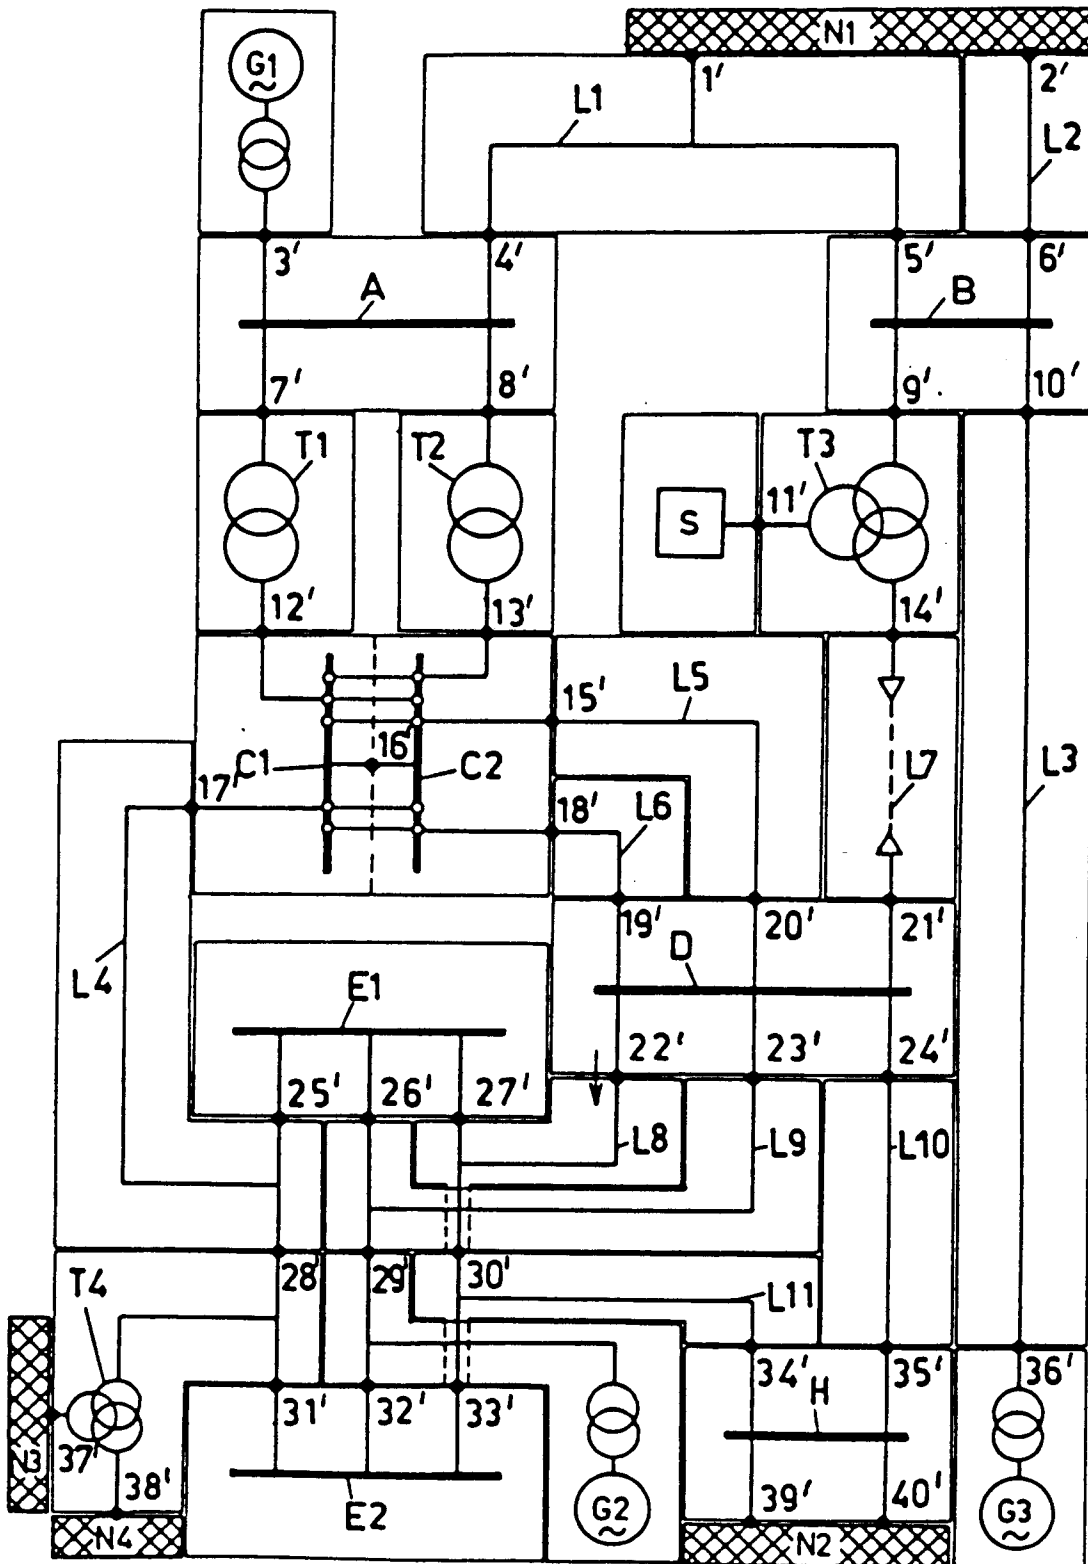 N1
G1
~
1'
2'
L1
L2
3'
4'
5'
6'
A
B
7'
8'
9'
10'
T1
T2
T3
S
11'
12'
13'
14'
15'
L5
16'
C1
C2
17'
18'
L6
L7
L3
19'
20'
21'
L4
D
E1
22'
23'
24'
25'
26'
27'
L8
L9
L10
28'
29'
30'
T4
L11
34'
35'
36'
31'
32'
33'
H
N3
37'
38'
39'
40'
E2
G2
~
G3
~
N4
N2